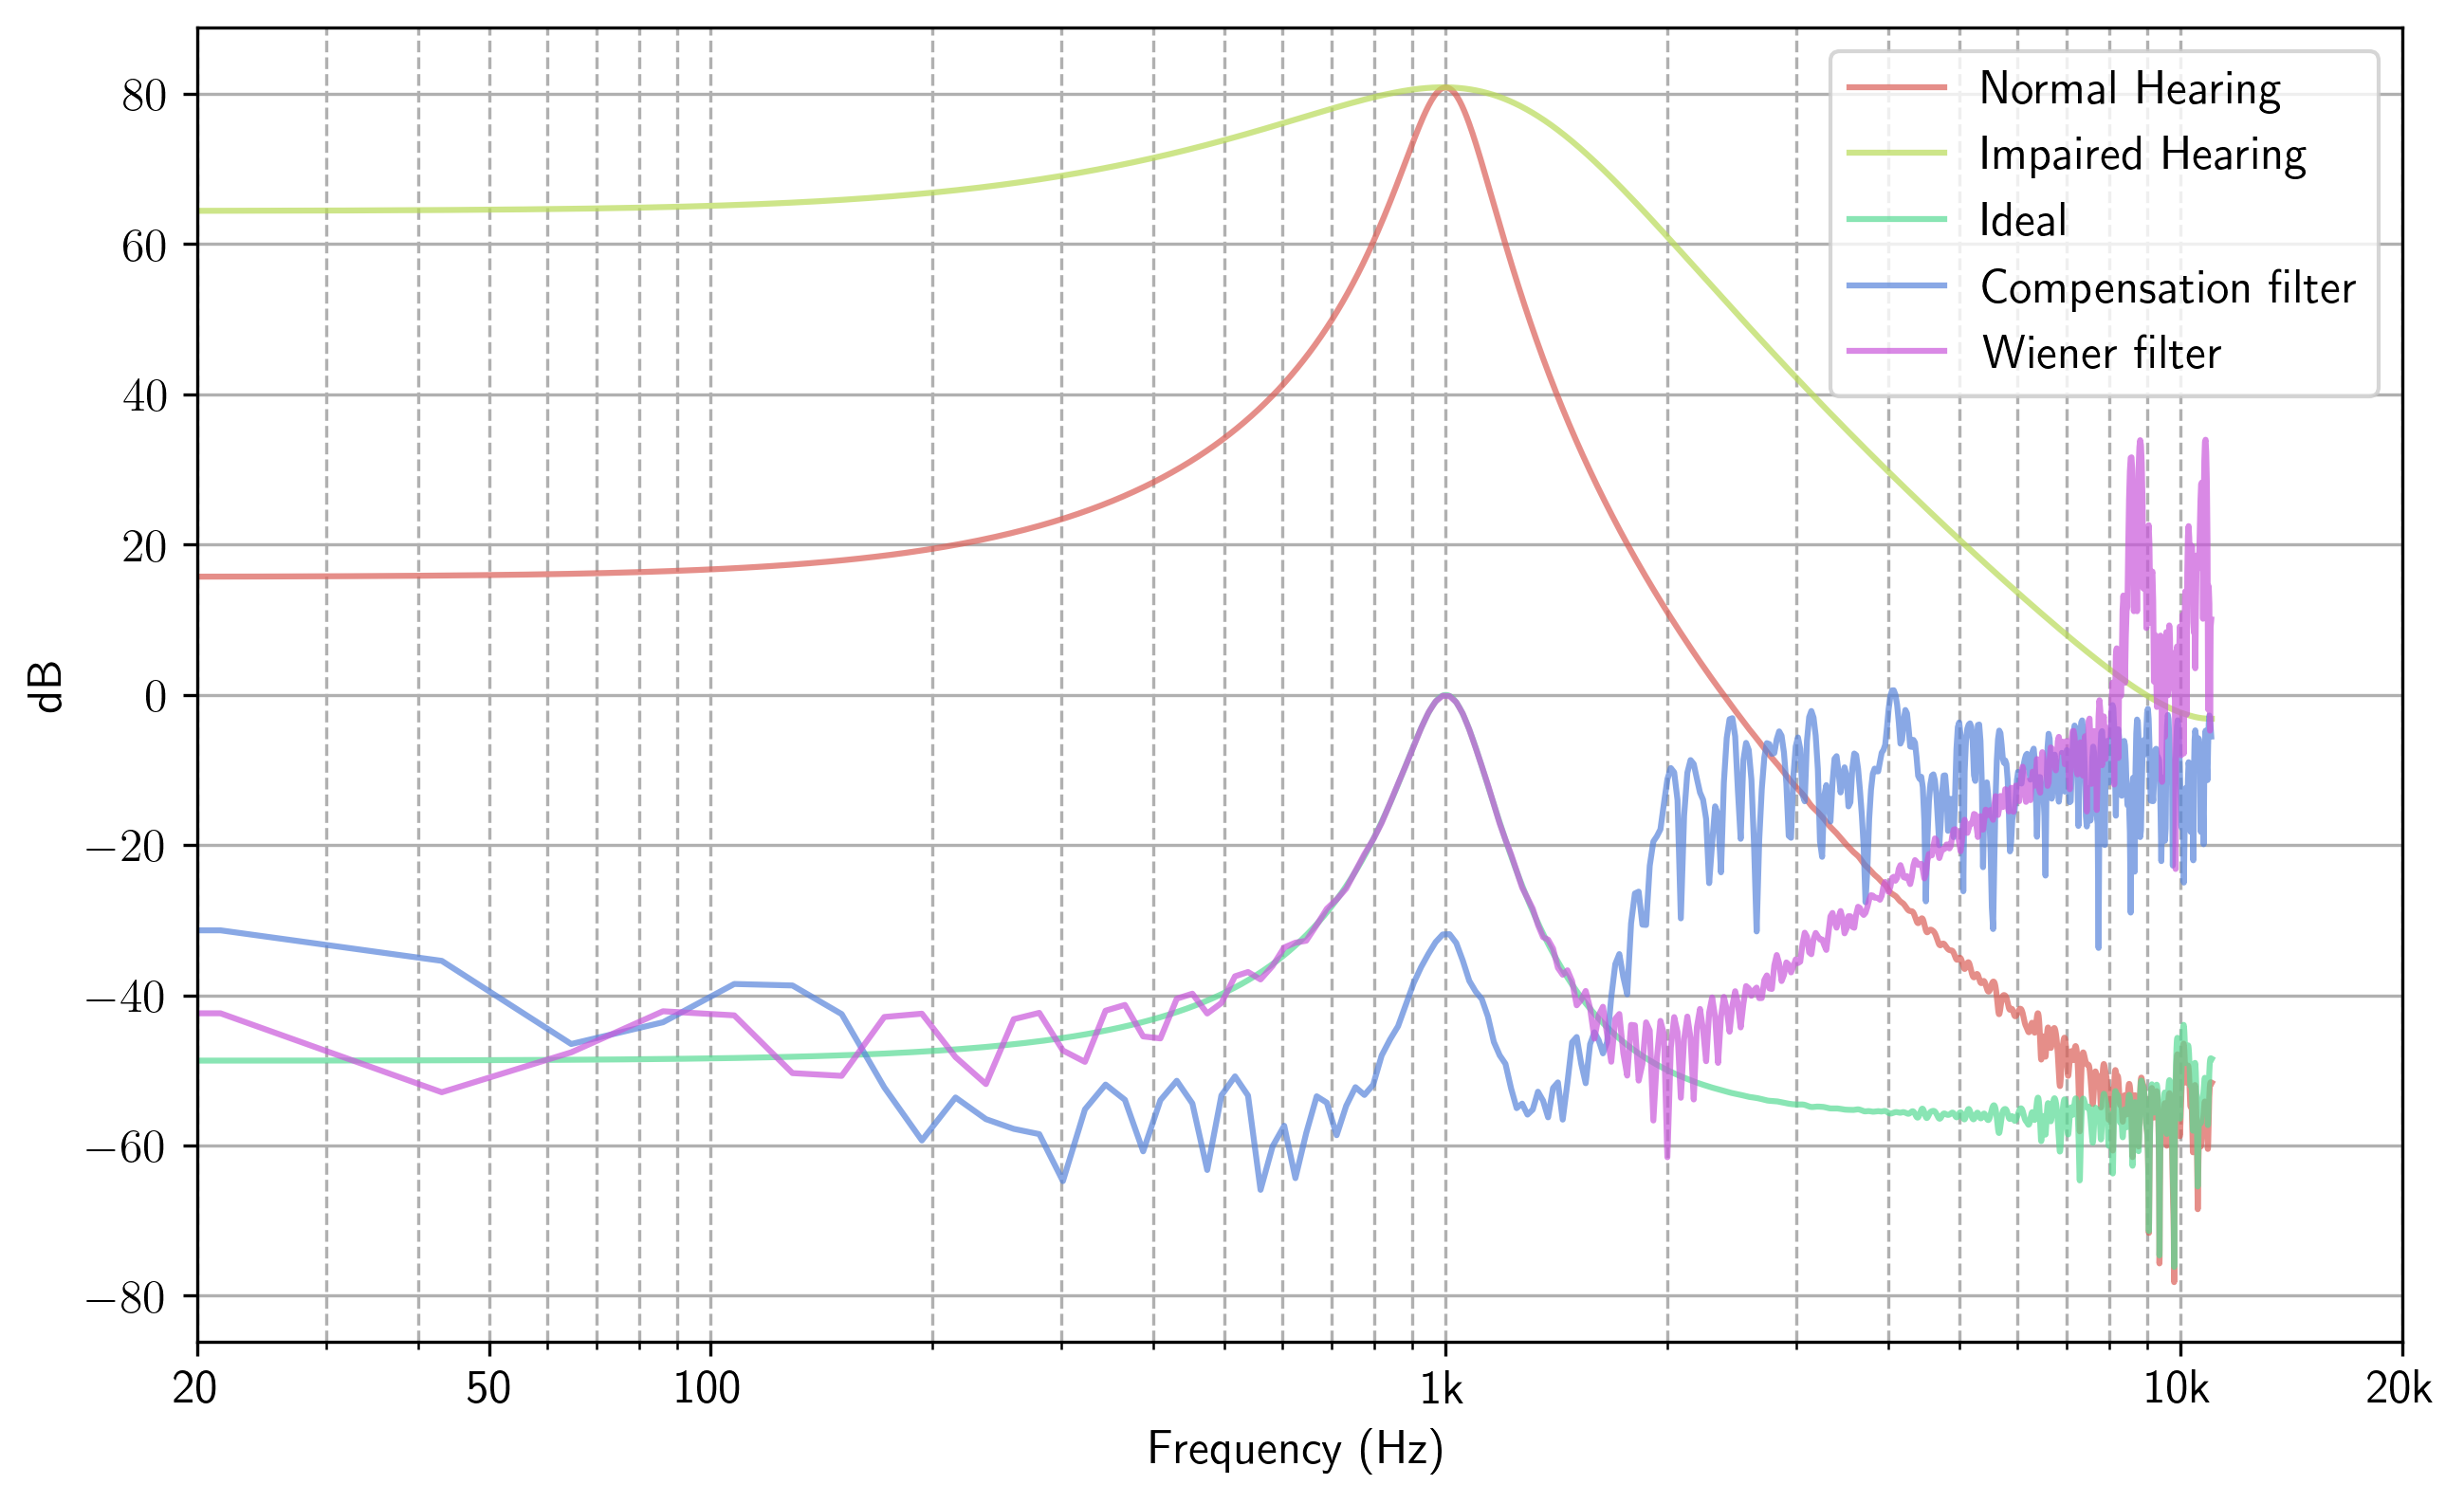 80
60
40
20
0
−20
−40
−60
−80
dB
20
50
100
1k
10k
20k
Frequency (Hz)
Normal Hearing
Impaired Hearing
Ideal
Compensation filter
Wiener filter